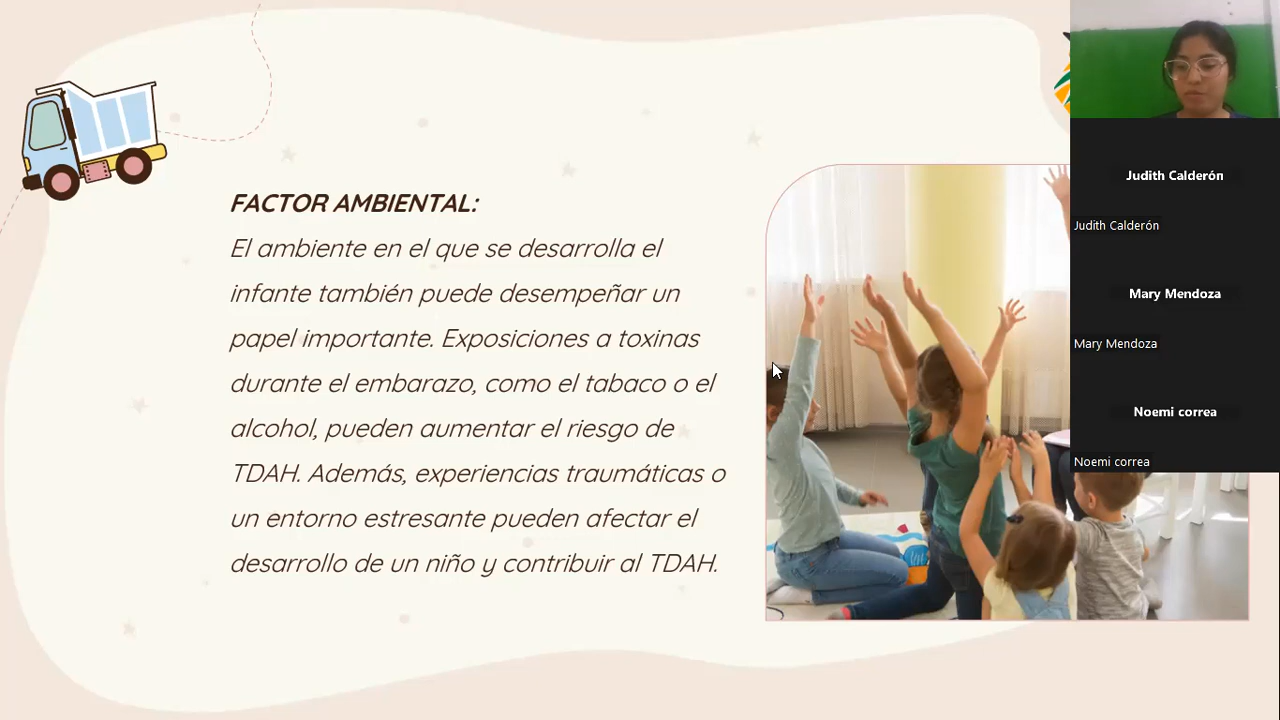 FACTOR AMBIENTAL:
El ambiente en el que se desarrolla el
infante también puede desempeñar un
papel importante. Exposiciones a toxinas
durante el embarazo, como el tabaco o el
alcohol, pueden aumentar el riesgo de
TDAH. Además, experiencias traumáticas o
un entorno estresante pueden afectar el
desarrollo de un niño y contribuir al TDAH.
Judith Calderón
Judith Calderón
Mary Mendoza
Mary Mendoza
Noemi correa
Noemi correa